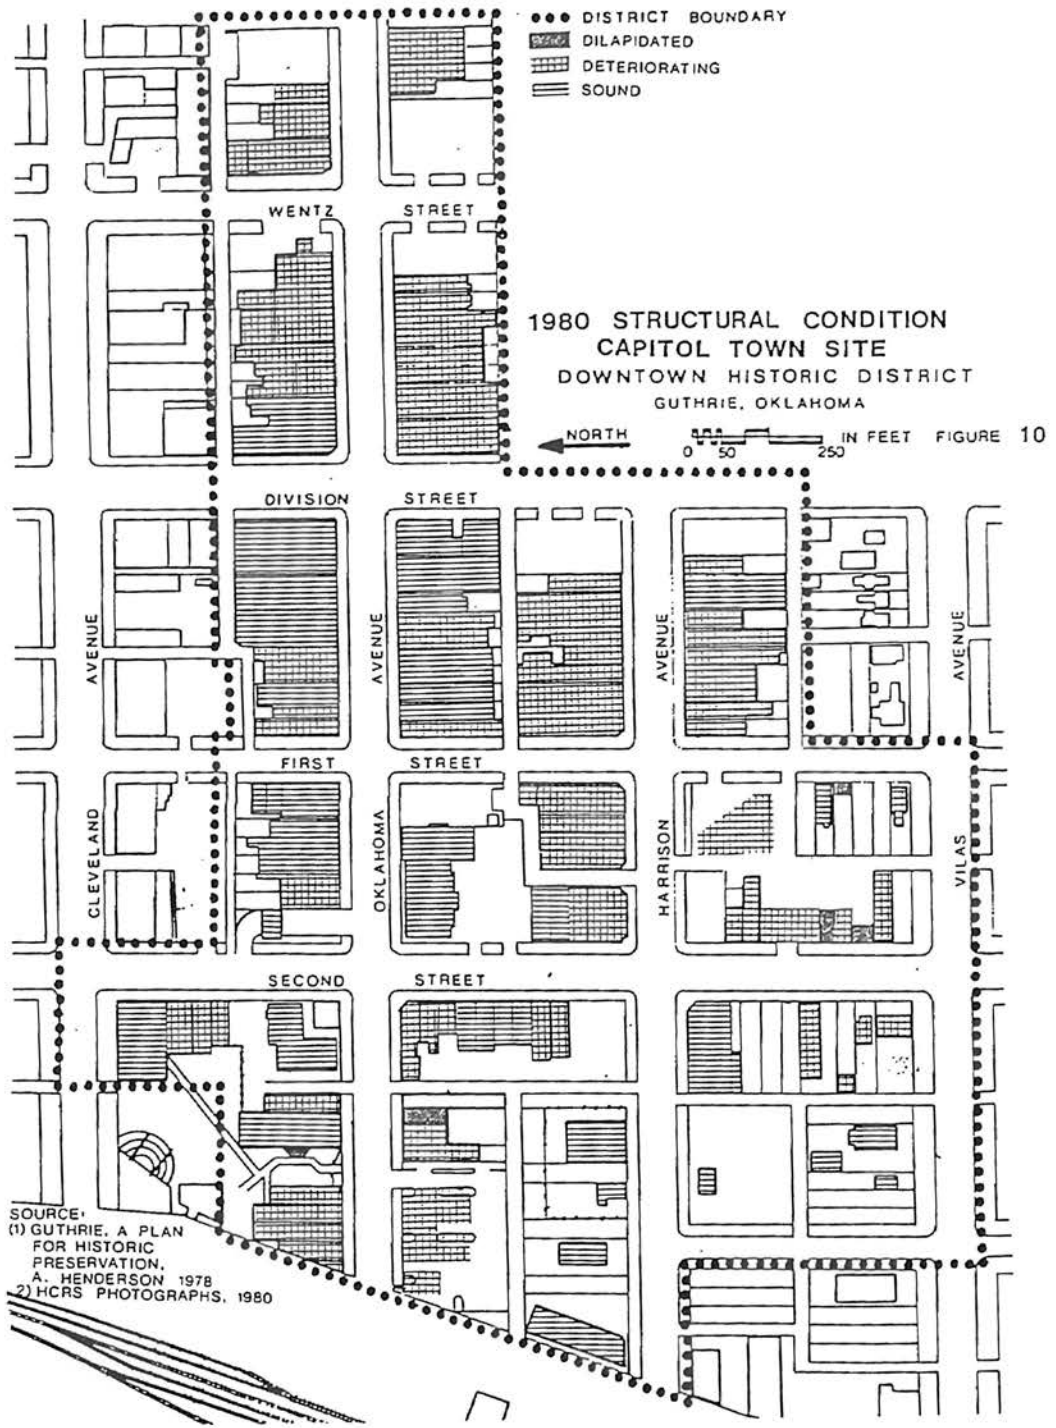 DISTRICT BOUNDARY
DILAPIDATED
DETERIORATING
SOUND
WENTZ STREET
1980 STRUCTURAL CONDITION
CAPITOL TOWN SITE
DOWNTOWN HISTORIC DISTRICT
GUTHRIE, OKLAHOMA
NORTH
0 50 250
IN FEET FIGURE 10
DIVISION STREET
AVENUE
AVENUE
AVENUE
AVENUE
FIRST STREET
CLEVELAND
OKLAHOMA
HARRISON
VILAS
SECOND STREET
SOURCE:
(1) GUTHRIE, A PLAN
FOR HISTORIC
PRESERVATION,
A. HENDERSON 1978
2) HCRS PHOTOGRAPHS, 1980